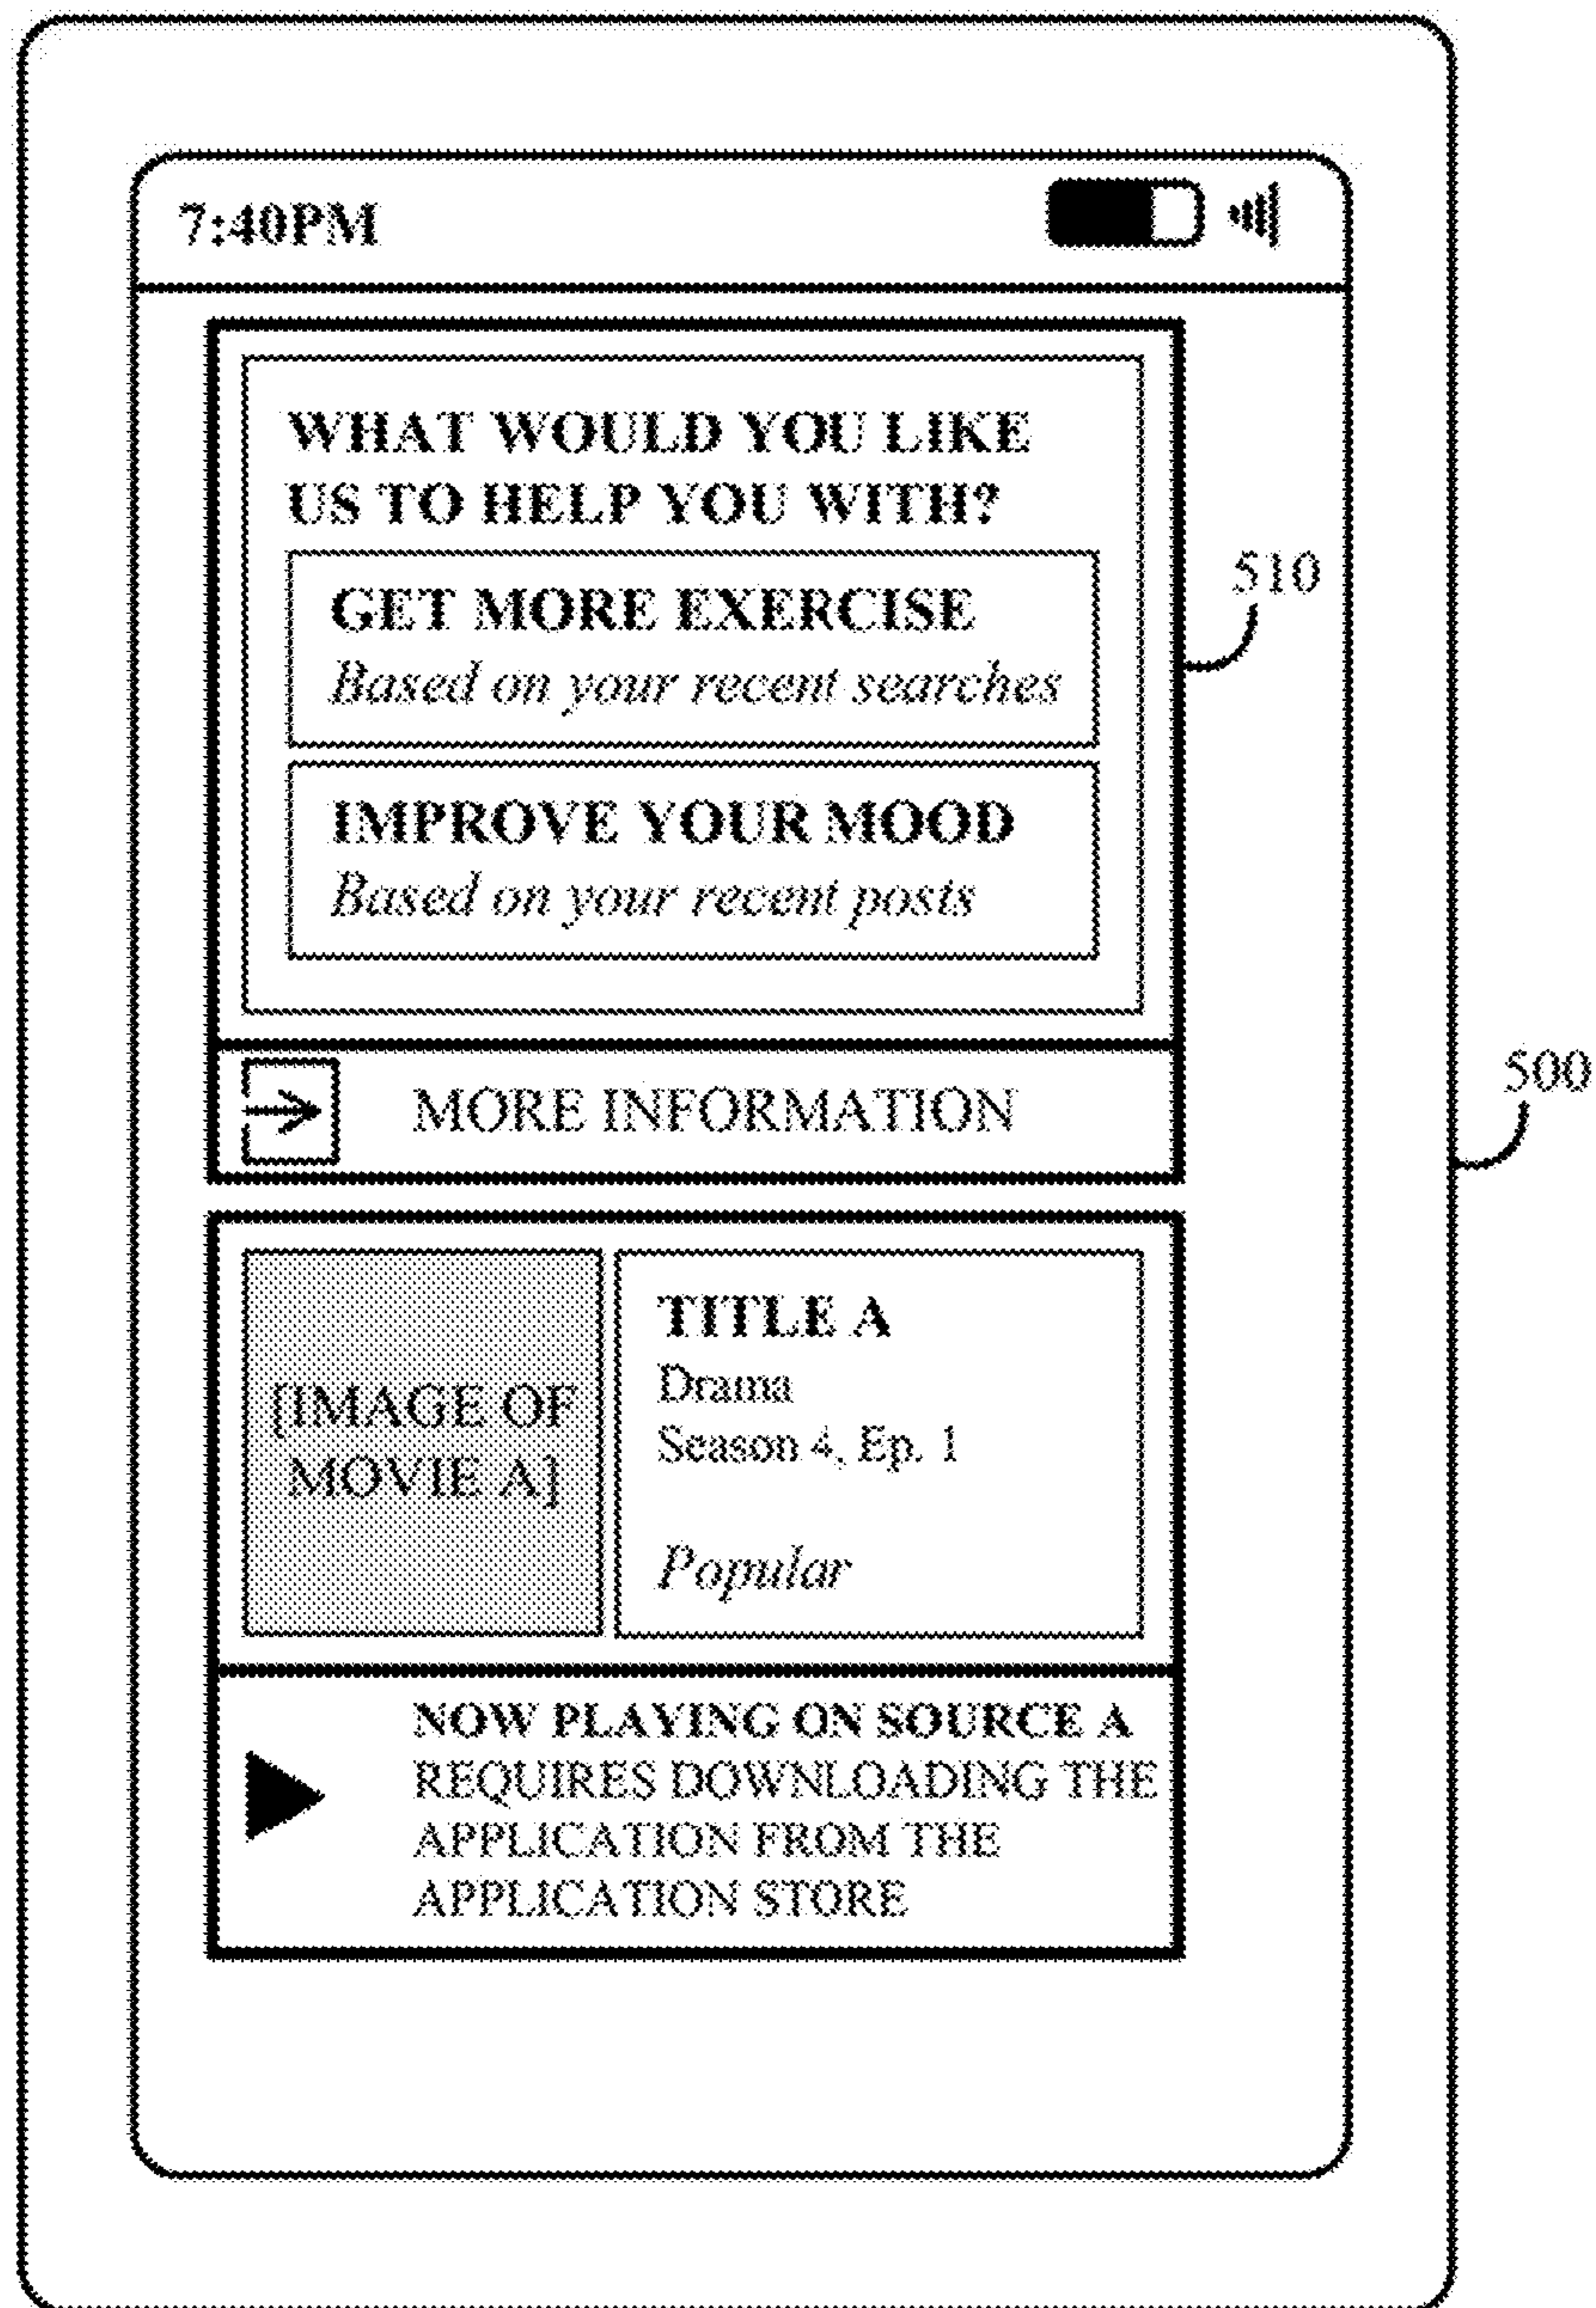 7:40PM
WHAT WOULD YOU LIKE
US TO HELP YOU WITH?
GET MORE EXERCISE
Based on your recent searches
510
IMPROVE YOUR MOOD
Based on your recent posts
MORE INFORMATION
500
[IMAGE OF
MOVIE A]
TITLE A
Drama
Season 4, Ep. 1
Popular
NOW PLAYING ON SOURCE A
REQUIRES DOWNLOADING THE
APPLICATION FROM THE
APPLICATION STORE